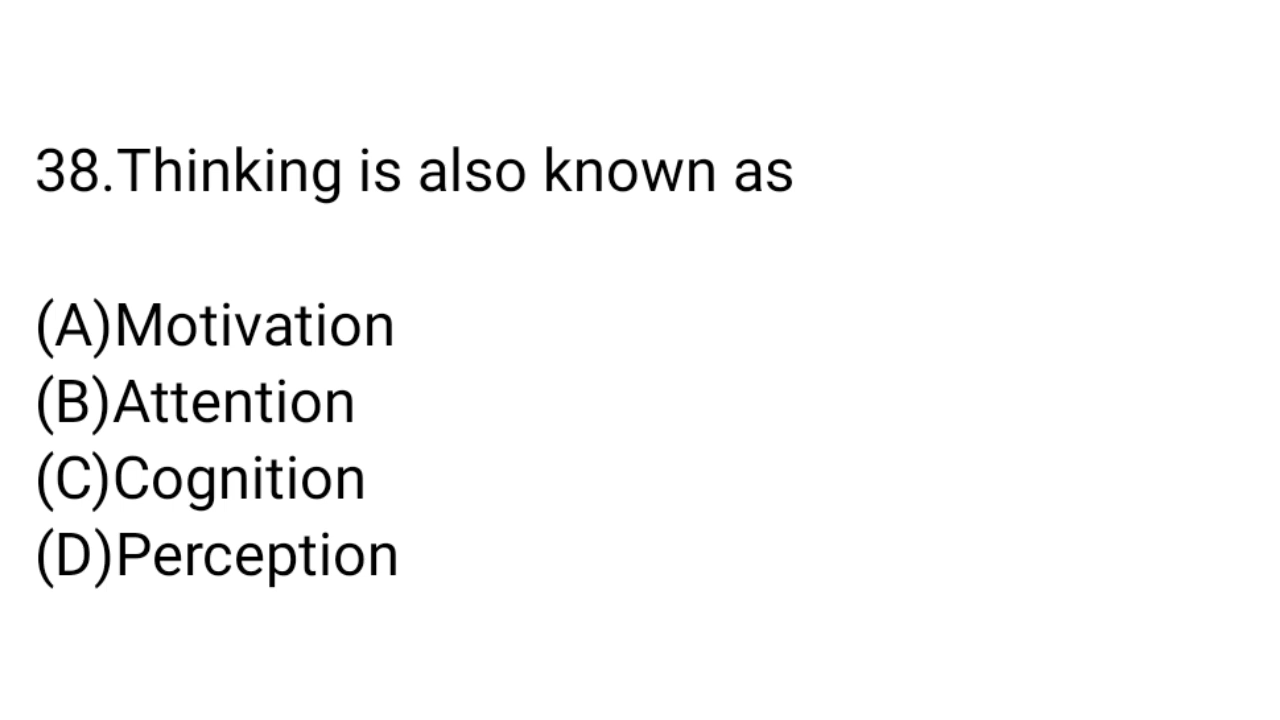 38.Thinking is also known as
(A)Motivation
(B)Attention
(C)Cognition
(D)Perception